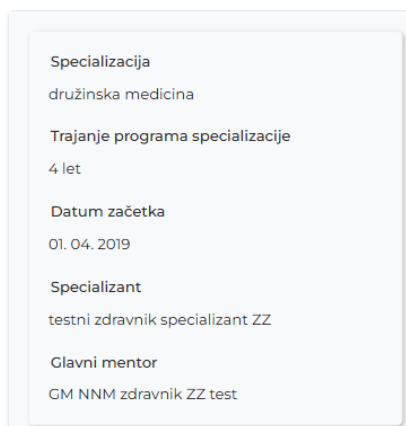 Specializacija
družinska medicina
Trajanje programa specializacije
4 let
Datum začetka
01. 04. 2019
Specializant
testni zdravnik specializant ZZ
Glavni mentor
GM NNM zdravnik ZZ test